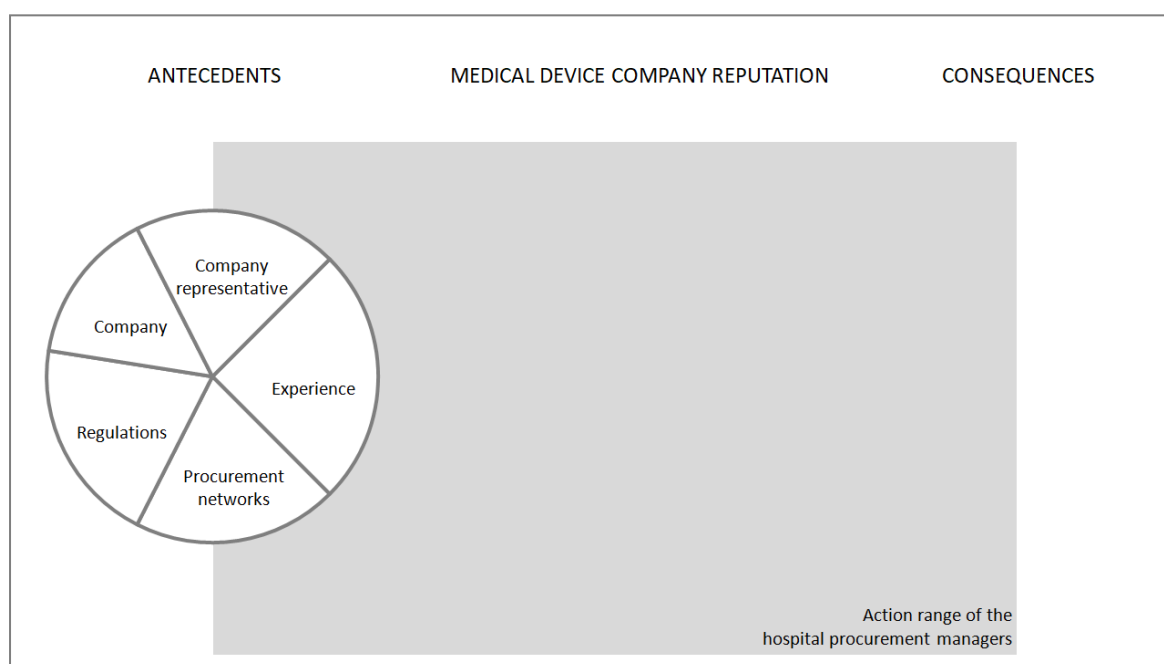 ANTECEDENTS
MEDICAL DEVICE COMPANY REPUTATION
CONSEQUENCES
Company
representative
Company
Experience
Regulations
Procurement
networks
Action range of the
hospital procurement managers